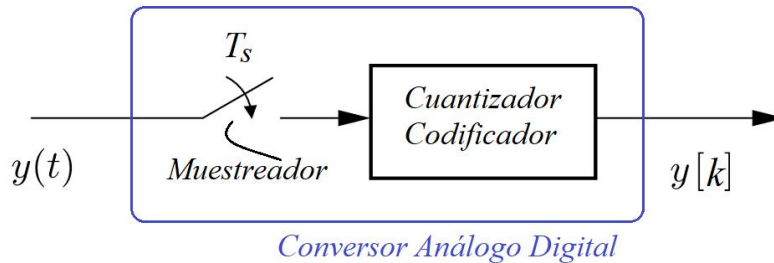 T_s
Cuantizador
Codificador
y(t)
Muestreador
y[k]
Conversor Análogo Digital